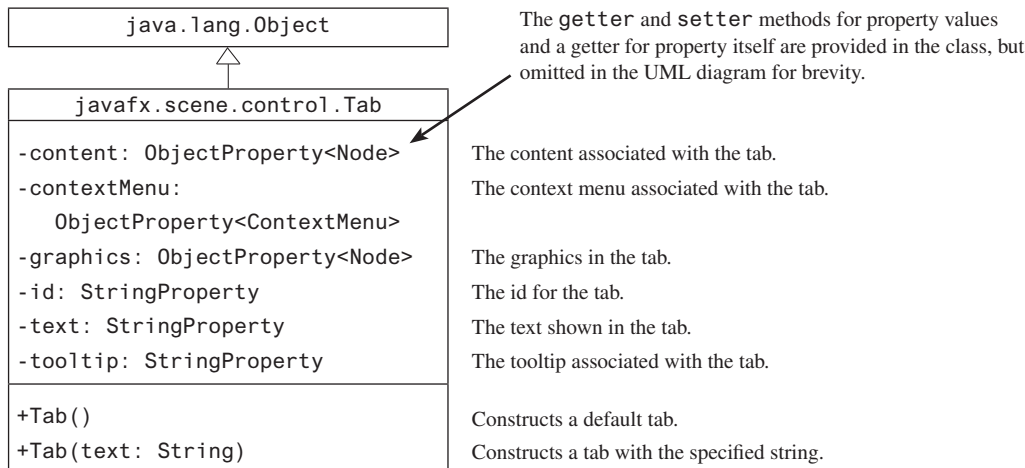 java.lang.Object
The getter and setter methods for property values
and a getter for property itself are provided in the class, but
omitted in the UML diagram for brevity.
javafx.scene.control.Tab
-content: ObjectProperty<Node>
The content associated with the tab.
-contextMenu:
The context menu associated with the tab.
ObjectProperty<ContextMenu>
-graphics: ObjectProperty<Node>
The graphics in the tab.
-id: StringProperty
The id for the tab.
-text: StringProperty
The text shown in the tab.
-tooltip: StringProperty
The tooltip associated with the tab.
+Tab()
Constructs a default tab.
+Tab(text: String)
Constructs a tab with the specified string.